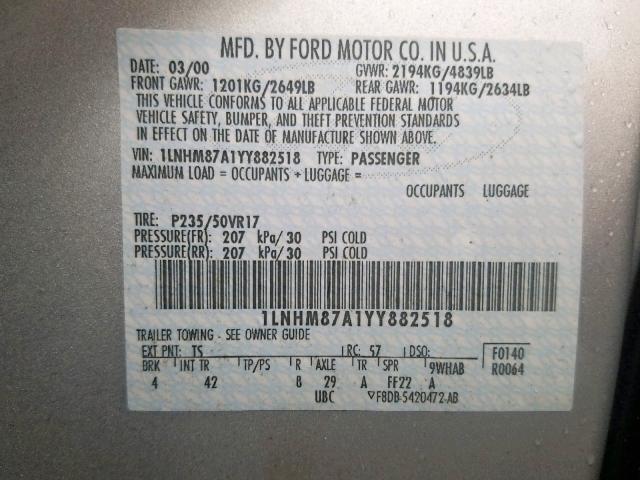 MFD. BY FORD MOTOR CO. IN U.S.A.
DATE: 03/00 GVWR: 2194KG/4839LB
FRONT GAWR: 1201KG/2649LB REAR GAWR: 1194KG/2634LB
THIS VEHICLE CONFORMS TO ALL APPLICABLE FEDERAL MOTOR
VEHICLE SAFETY, BUMPER, AND THEFT PREVENTION STANDARDS
IN EFFECT ON THE DATE OF MANUFACTURE SHOWN ABOVE.
VIN: 1LNHM87A1YY882518 TYPE: PASSENGER
MAXIMUM LOAD = OCCUPANTS + LUGGAGE =
OCCUPANTS LUGGAGE
TIRE: P235/50VR17
PRESSURE(FR): 207 kPa/30 PSI COLD
PRESSURE(RR): 207 kPa/30 PSI COLD
1LNHM87A1YY882518
TRAILER TOWING - SEE OWNER GUIDE
EXT PNT: TS RC: 57 DSO: F0140
BRK INT TR TP/PS R AXLE TR SPR 9WHAB R0064
4 42 8 29 A FF22 A
UBC F8DB-5420472-AB